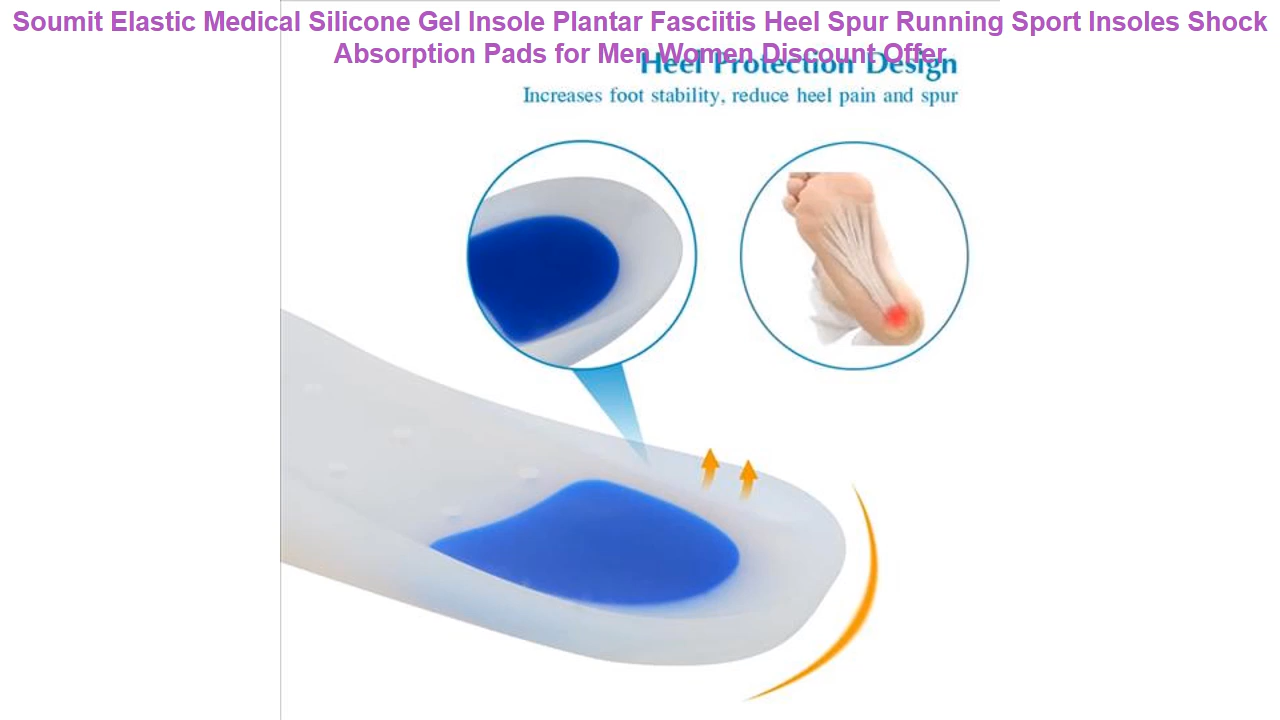 Soumit Elastic Medical Silicone Gel Insole Plantar Fasciitis Heel Spur Running Sport Insoles Shock
Absorption Pads for Men Women Discount Offer
Heel Protection Design
Increases foot stability, reduce heel pain and spur